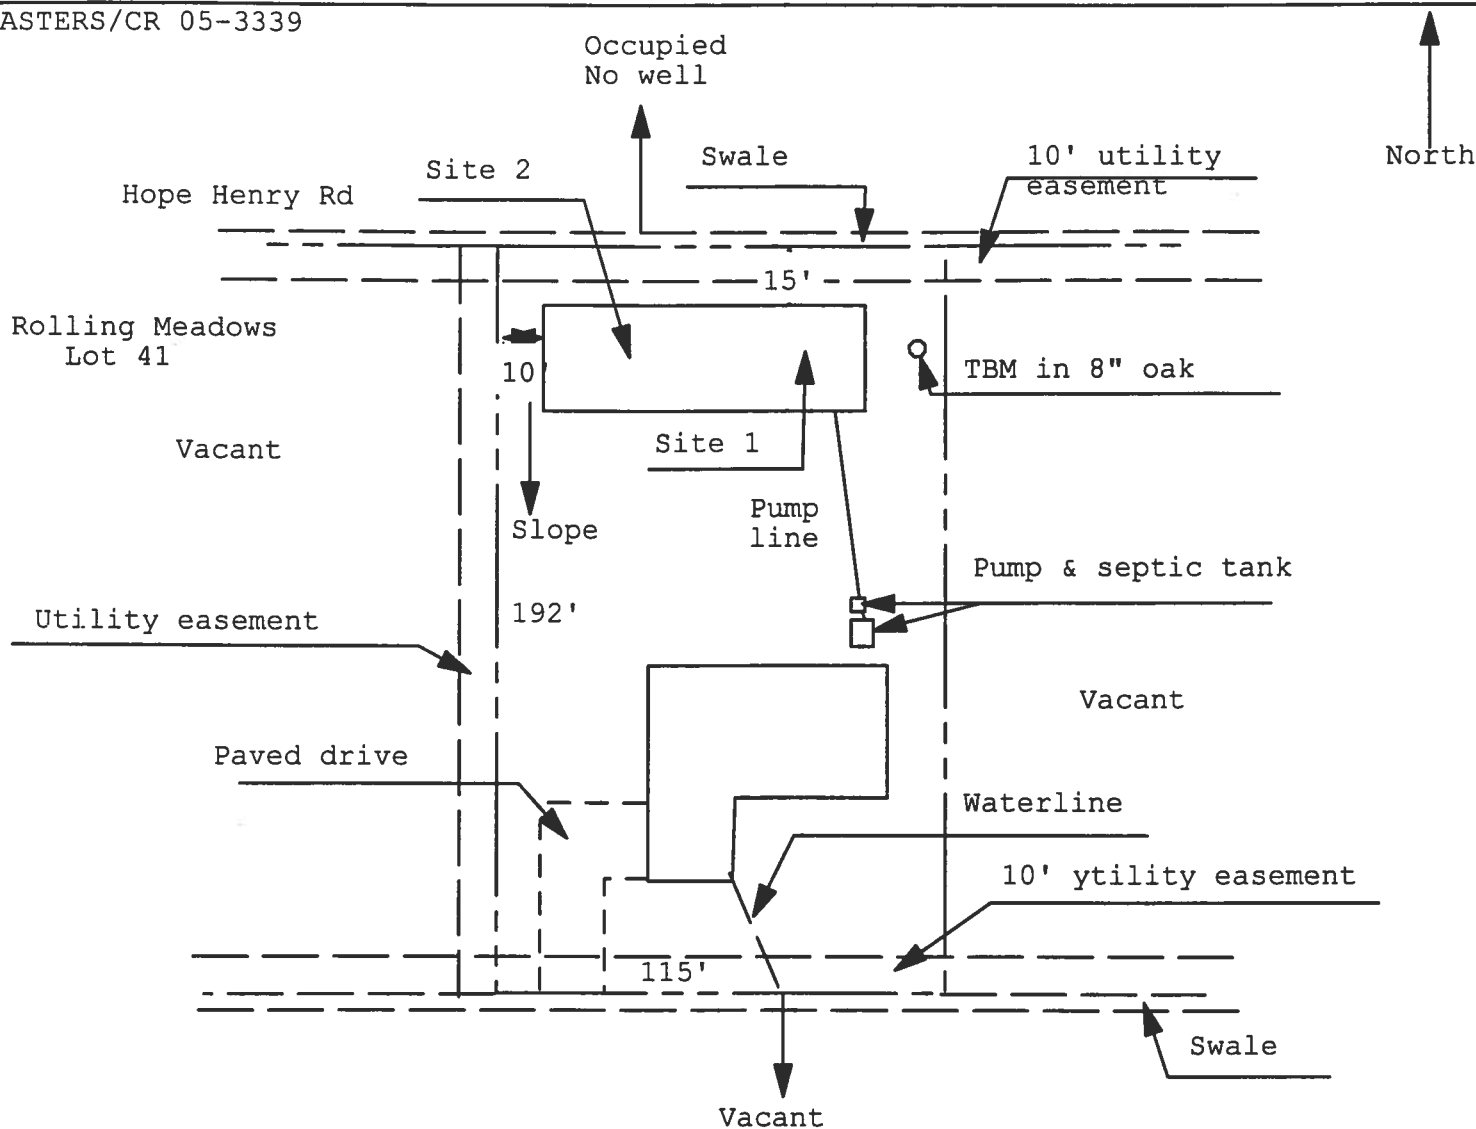 ASTERS/CR 05-3339
Occupied
No well
North
Swale
10' utility
easement
Site 2
Hope Henry Rd
15'
Rolling Meadows
Lot 41
10'
TBM in 8" oak
Vacant
Site 1
Pump
line
Slope
Pump & septic tank
192'
Utility easement
Vacant
Paved drive
Waterline
10' ytility easement
115'
Swale
Vacant